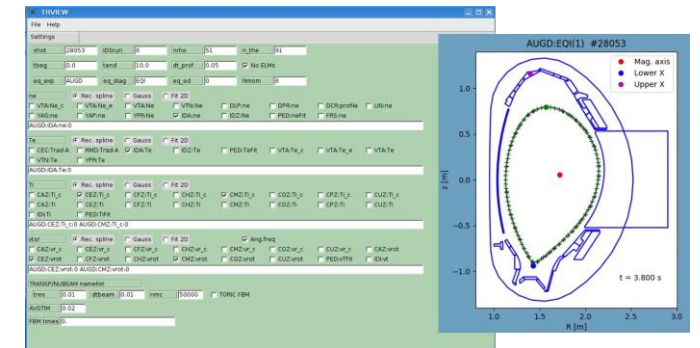 TRVIEW
File Help
Settings
shot 28053 IDIrun 6 nrho 51 n_the 91
tbeg 0.0 tend 10.0 dt_prof 0.05 No ELMs
eq_exp AUGD eq_diag EQI eq_ed 0 Nmom 6
ne Rec. spline Gauss Fit 2D
VTA:Ne_c VTA:Ne_e VTA:Ne VTN:Ne DLP:ne DPR:ne DCR:profile LIN:ne
YAG:ne YAP:ne YPR:Ne IDA:ne IDZ:Ne PED:neFit FRS:ne
AUGD:IDA:ne:0
Te Rec. spline Gauss Fit 2D
CEC:Trad-A RMD:Trad-A IDA:Te IDZ:Te PED:TeFit VTA:Te_c VTA:Te_e VTA:Te
VTN:Te YPR:Te
AUGD:IDA:Te:0
Ti Rec. spline Gauss Fit 2D
CAZ:Ti_c CEZ:Ti_c CFZ:Ti_c CHZ:Ti_c CMZ:Ti_c COZ:Ti_c CPZ:Ti_c CUZ:Ti_c
CAZ:Ti CEZ:Ti CFZ:Ti CHZ:Ti CMZ:Ti COZ:Ti CPZ:Ti CUZ:Ti
IDI:Ti PED:TiFit
AUGD:CEZ:Ti_c:0 AUGD:CMZ:Ti_c:0
vtor Rec. spline Gauss Fit 2D Ang.freq
CAZ:vr_c CEZ:vr_c CFZ:vr_c CHZ:vr_c CMZ:vr_c COZ:vr_c CUZ:vr_c CAZ:vrot
CEZ:vrot CFZ:vrot CHZ:vrot CMZ:vrot COZ:vrot CUZ:vrot PED:vTFit IDI:vt
AUGD:CEZ:vrot:0 AUGD:CMZ:vrot:0
TRANSP/NUBEAM namelist
tres 0.01 dtbeam 0.01 nmc 50000 TORIC FBM
AVGTIM 0.02
FBM times 0.
AUGD:EQI(1) #28053
Mag. axis
Lower X
Upper X
1.0
0.5
0.0
−0.5
−1.0
z [m]
t = 3.800 s
1.0 1.5 2.0 2.5 3.0
R [m]